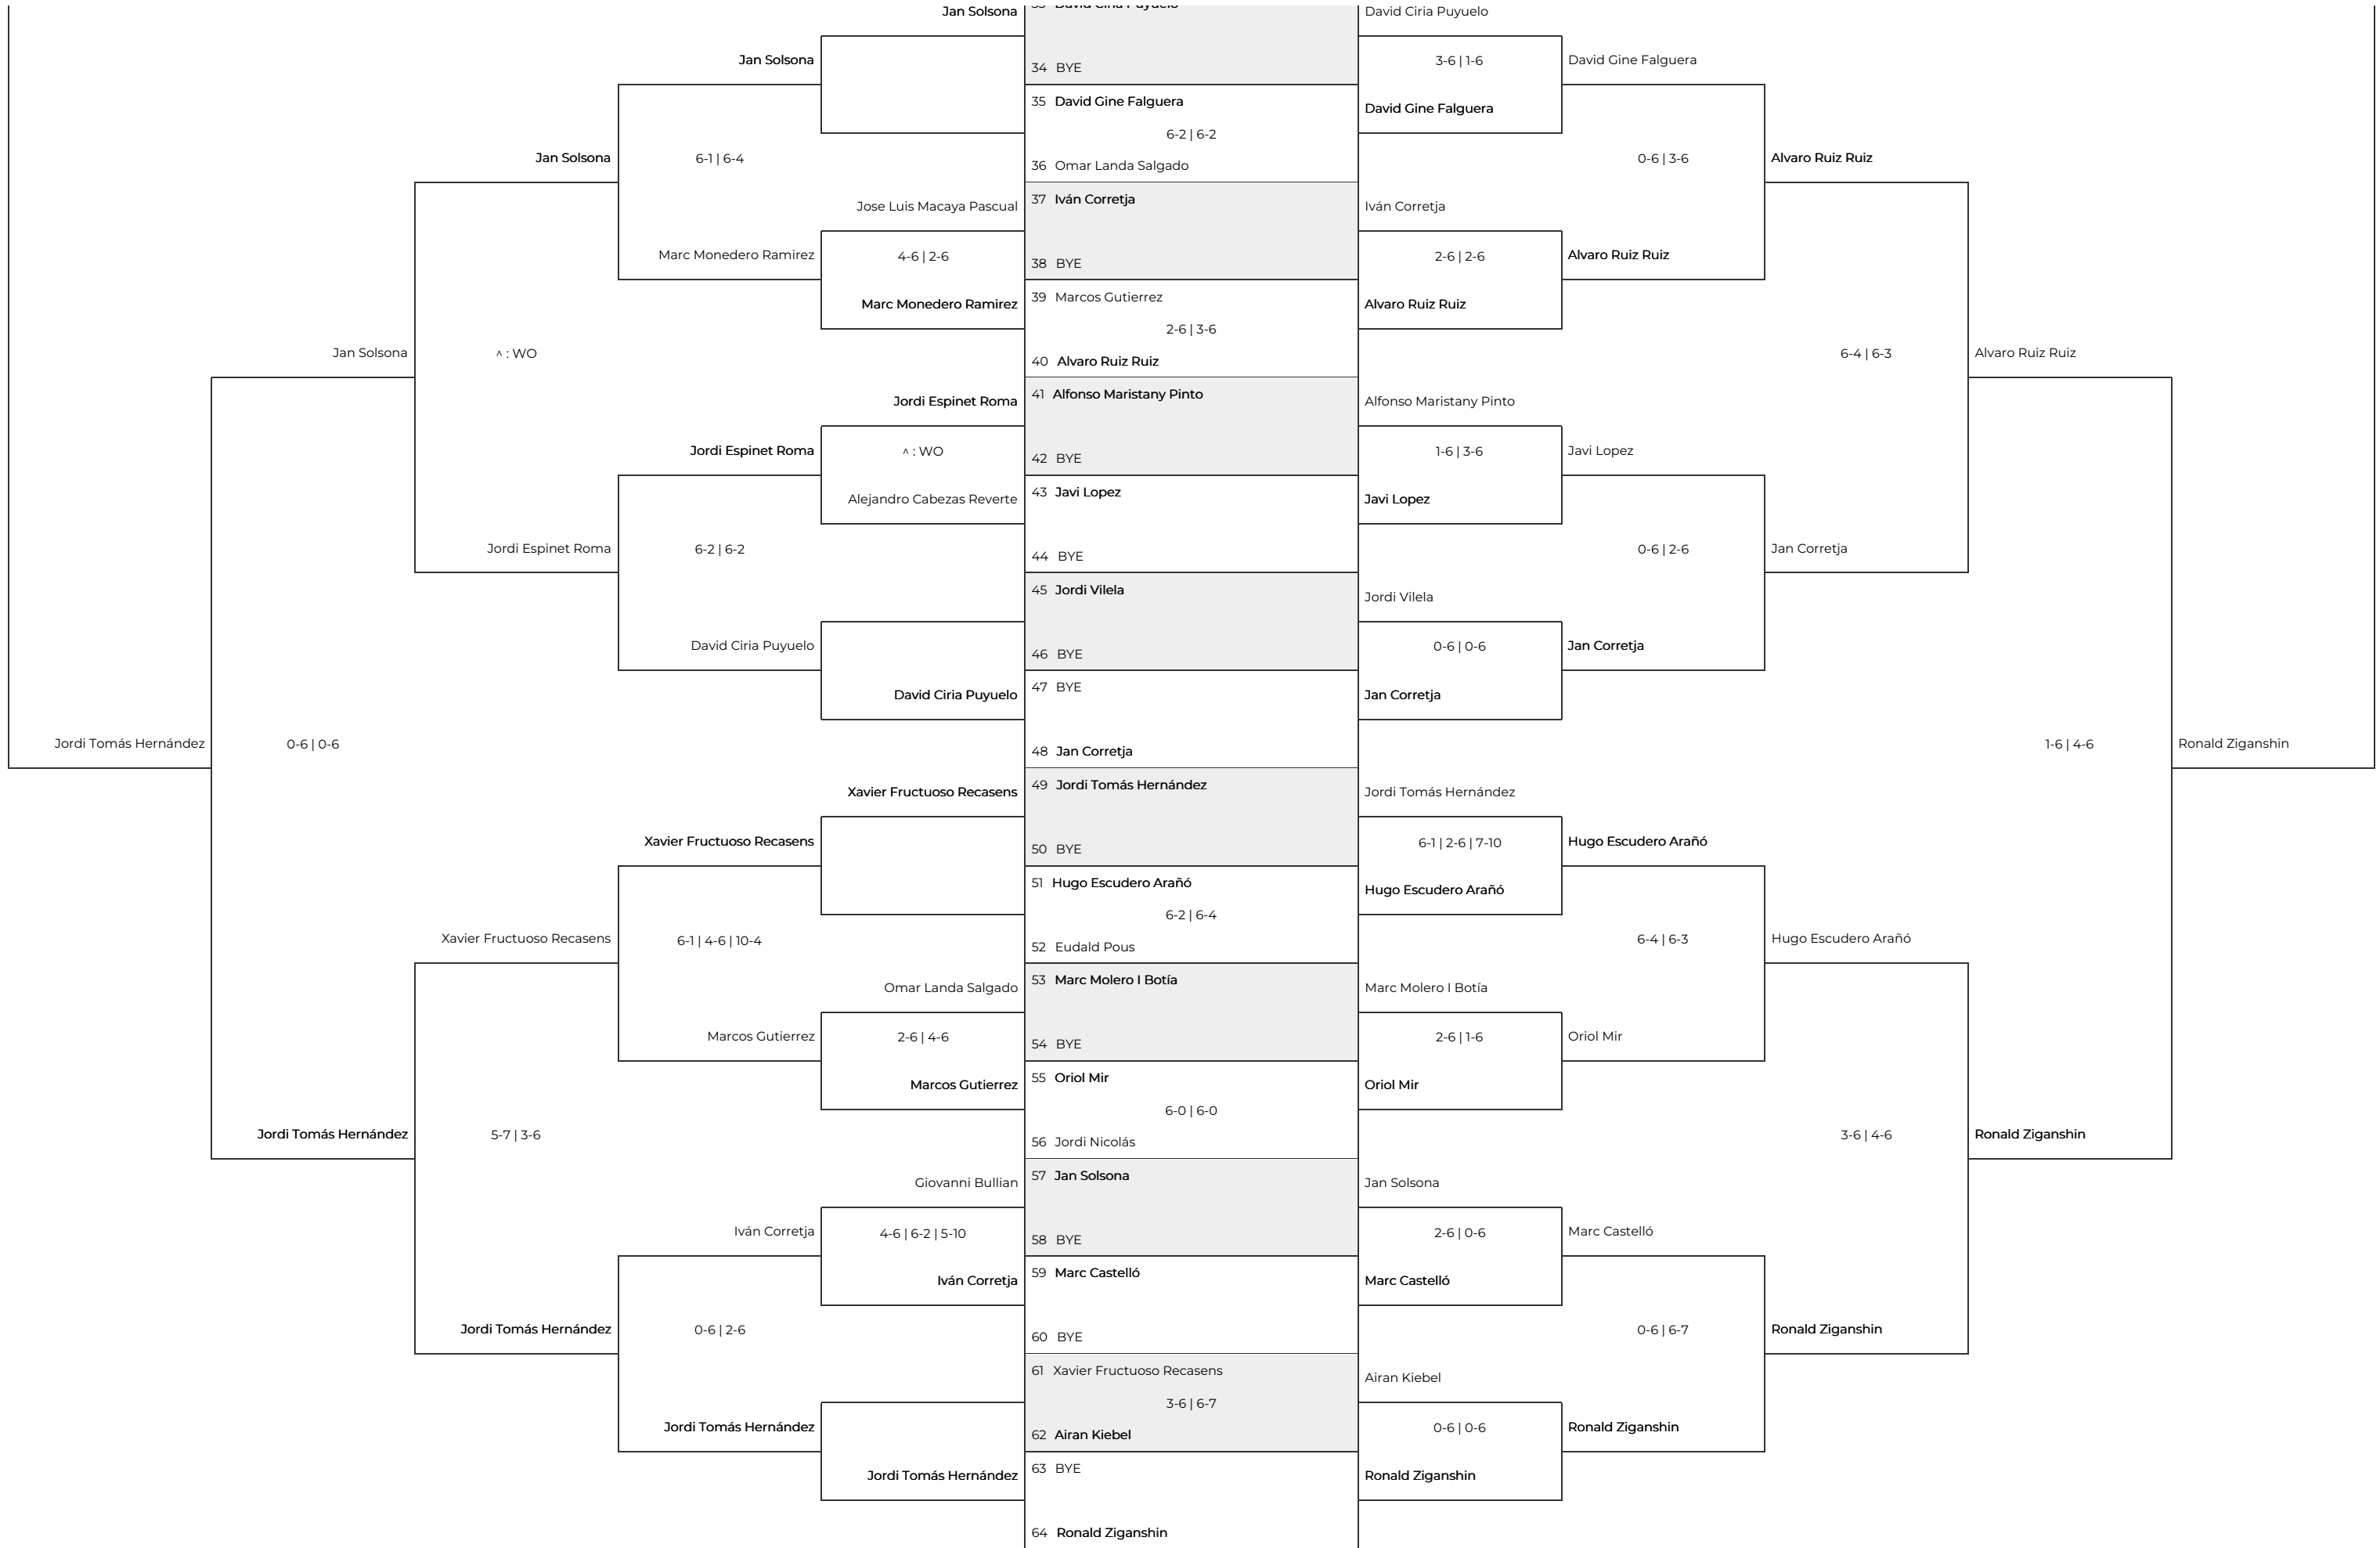 Jan Solsona
David Ciria Puyuelo
Jan Solsona
34 BYE
3-6 | 1-6
David Gine Falguera
35 David Gine Falguera
David Gine Falguera
6-2 | 6-2
Jan Solsona
6-1 | 6-4
36 Omar Landa Salgado
0-6 | 3-6
Alvaro Ruiz Ruiz
Jose Luis Macaya Pascual
37 Iván Corretja
Iván Corretja
Marc Monedero Ramirez
4-6 | 2-6
38 BYE
2-6 | 2-6
Alvaro Ruiz Ruiz
Marc Monedero Ramirez
39 Marcos Gutierrez
Alvaro Ruiz Ruiz
2-6 | 3-6
Jan Solsona
^ : WO
40 Alvaro Ruiz Ruiz
6-4 | 6-3
Alvaro Ruiz Ruiz
Jordi Espinet Roma
41 Alfonso Maristany Pinto
Alfonso Maristany Pinto
Jordi Espinet Roma
^ : WO
42 BYE
1-6 | 3-6
Javi Lopez
Alejandro Cabezas Reverte
43 Javi Lopez
Javi Lopez
Jordi Espinet Roma
6-2 | 6-2
44 BYE
0-6 | 2-6
Jan Corretja
45 Jordi Vilela
Jordi Vilela
David Ciria Puyuelo
46 BYE
0-6 | 0-6
Jan Corretja
David Ciria Puyuelo
47 BYE
Jan Corretja
Jordi Tomás Hernández
0-6 | 0-6
48 Jan Corretja
1-6 | 4-6
Ronald Ziganshin
Xavier Fructuoso Recasens
49 Jordi Tomás Hernández
Jordi Tomás Hernández
Xavier Fructuoso Recasens
50 BYE
6-1 | 2-6 | 7-10
Hugo Escudero Arañó
51 Hugo Escudero Arañó
Hugo Escudero Arañó
6-2 | 6-4
Xavier Fructuoso Recasens
6-1 | 4-6 | 10-4
52 Eudald Pous
6-4 | 6-3
Hugo Escudero Arañó
Omar Landa Salgado
53 Marc Molero I Botía
Marc Molero I Botía
Marcos Gutierrez
2-6 | 4-6
54 BYE
2-6 | 1-6
Oriol Mir
Marcos Gutierrez
55 Oriol Mir
Oriol Mir
6-0 | 6-0
Jordi Tomás Hernández
5-7 | 3-6
56 Jordi Nicolás
3-6 | 4-6
Ronald Ziganshin
Giovanni Bullian
57 Jan Solsona
Jan Solsona
Iván Corretja
4-6 | 6-2 | 5-10
58 BYE
2-6 | 0-6
Marc Castelló
Iván Corretja
59 Marc Castelló
Marc Castelló
Jordi Tomás Hernández
0-6 | 2-6
60 BYE
0-6 | 6-7
Ronald Ziganshin
61 Xavier Fructuoso Recasens
Airan Kiebel
3-6 | 6-7
Jordi Tomás Hernández
62 Airan Kiebel
0-6 | 0-6
Ronald Ziganshin
Jordi Tomás Hernández
63 BYE
Ronald Ziganshin
64 Ronald Ziganshin